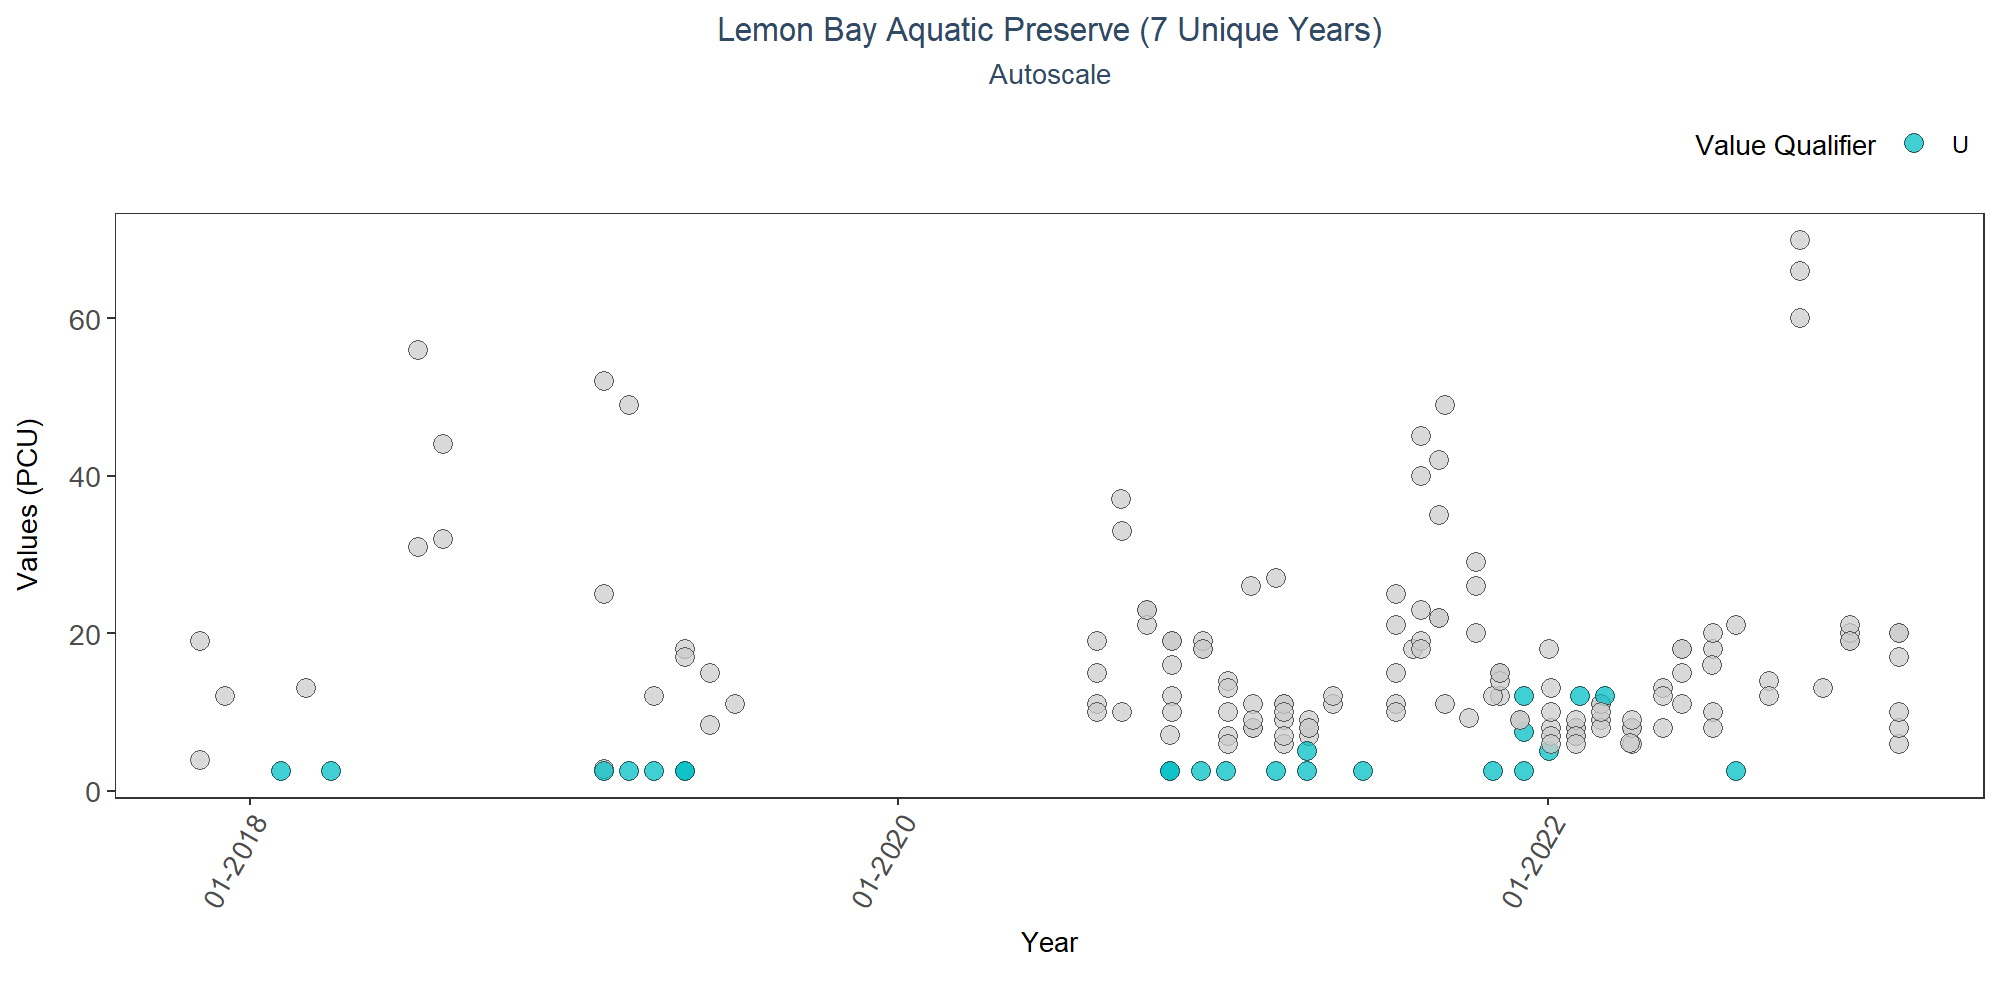 Lemon Bay Aquatic Preserve (7 Unique Years)
Autoscale
Value Qualifier U
Values (PCU)
60
40
20
0
01-2018
01-2020
01-2022
Year